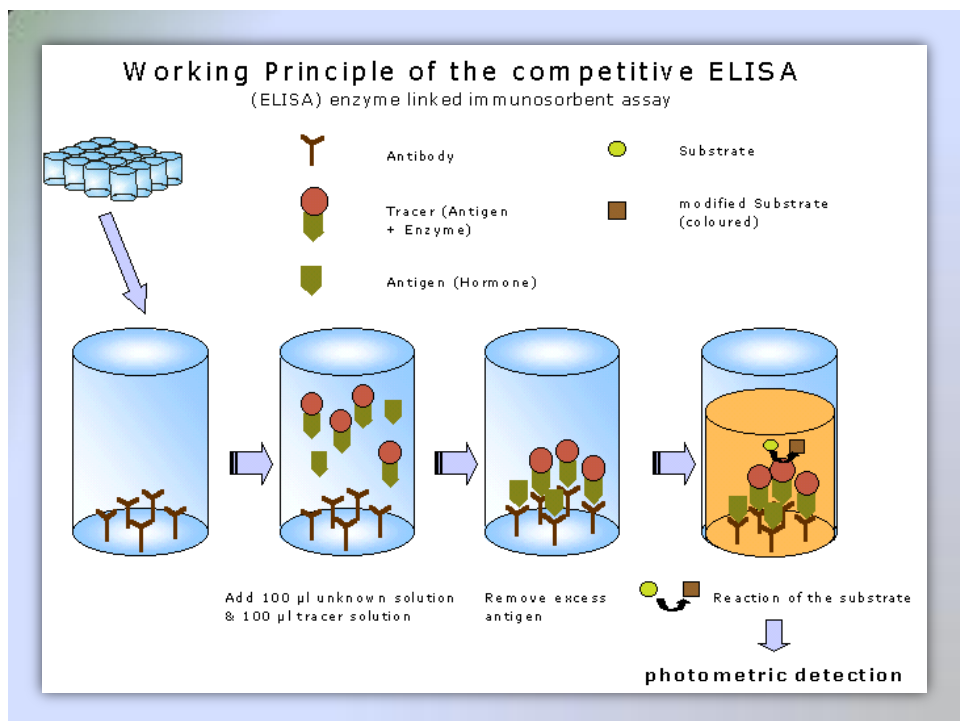 Working Principle of the competitive ELISA
(ELISA) enzyme linked immunosorbent assay
Antibody
Substrate
Tracer (Antigen
+ Enzyme)
modified Substrate
(coloured)
Antigen (Hormone)
Add 100 µl unknown solution
& 100 µl tracer solution
Remove excess
antigen
Reaction of the substrate
photometric detection